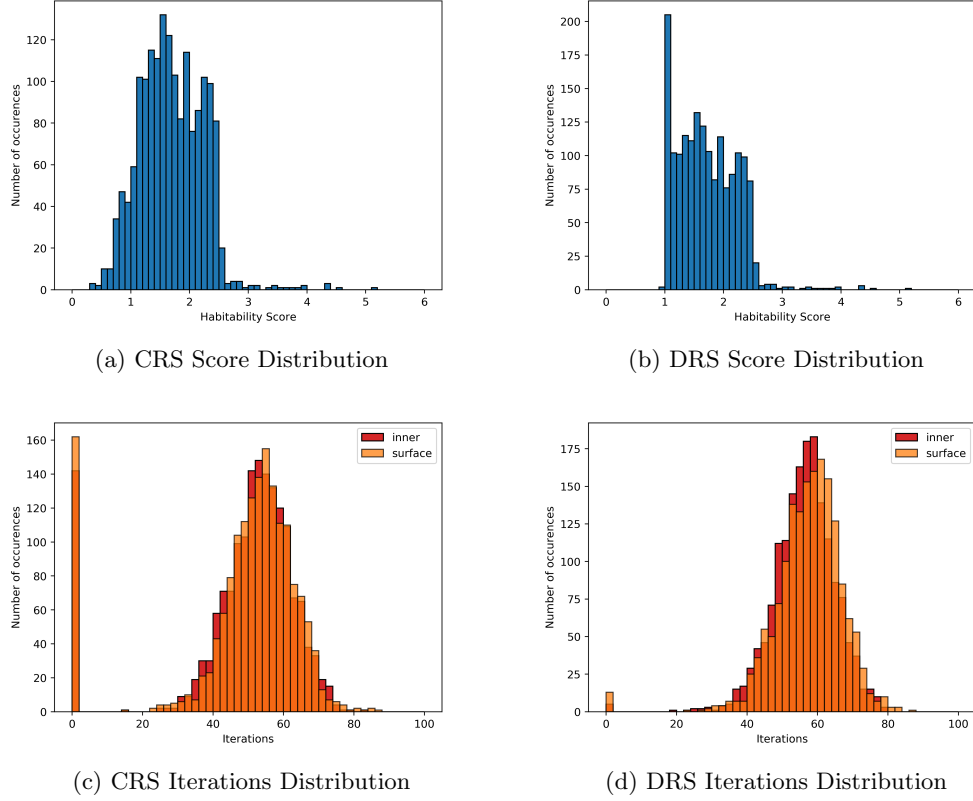 120
100
80
60
40
20
0
Number of occurences
0 1 2 3 4 5 6
Habitability Score
(a) CRS Score Distribution
200
175
150
125
100
75
50
25
0
Number of occurences
0 1 2 3 4 5 6
Habitability Score
(b) DRS Score Distribution
160
140
120
100
80
60
40
20
0
Number of occurences
inner
surface
0 20 40 60 80 100
Iterations
(c) CRS Iterations Distribution
175
150
125
100
75
50
25
0
Number of occurences
inner
surface
0 20 40 60 80 100
Iterations
(d) DRS Iterations Distribution